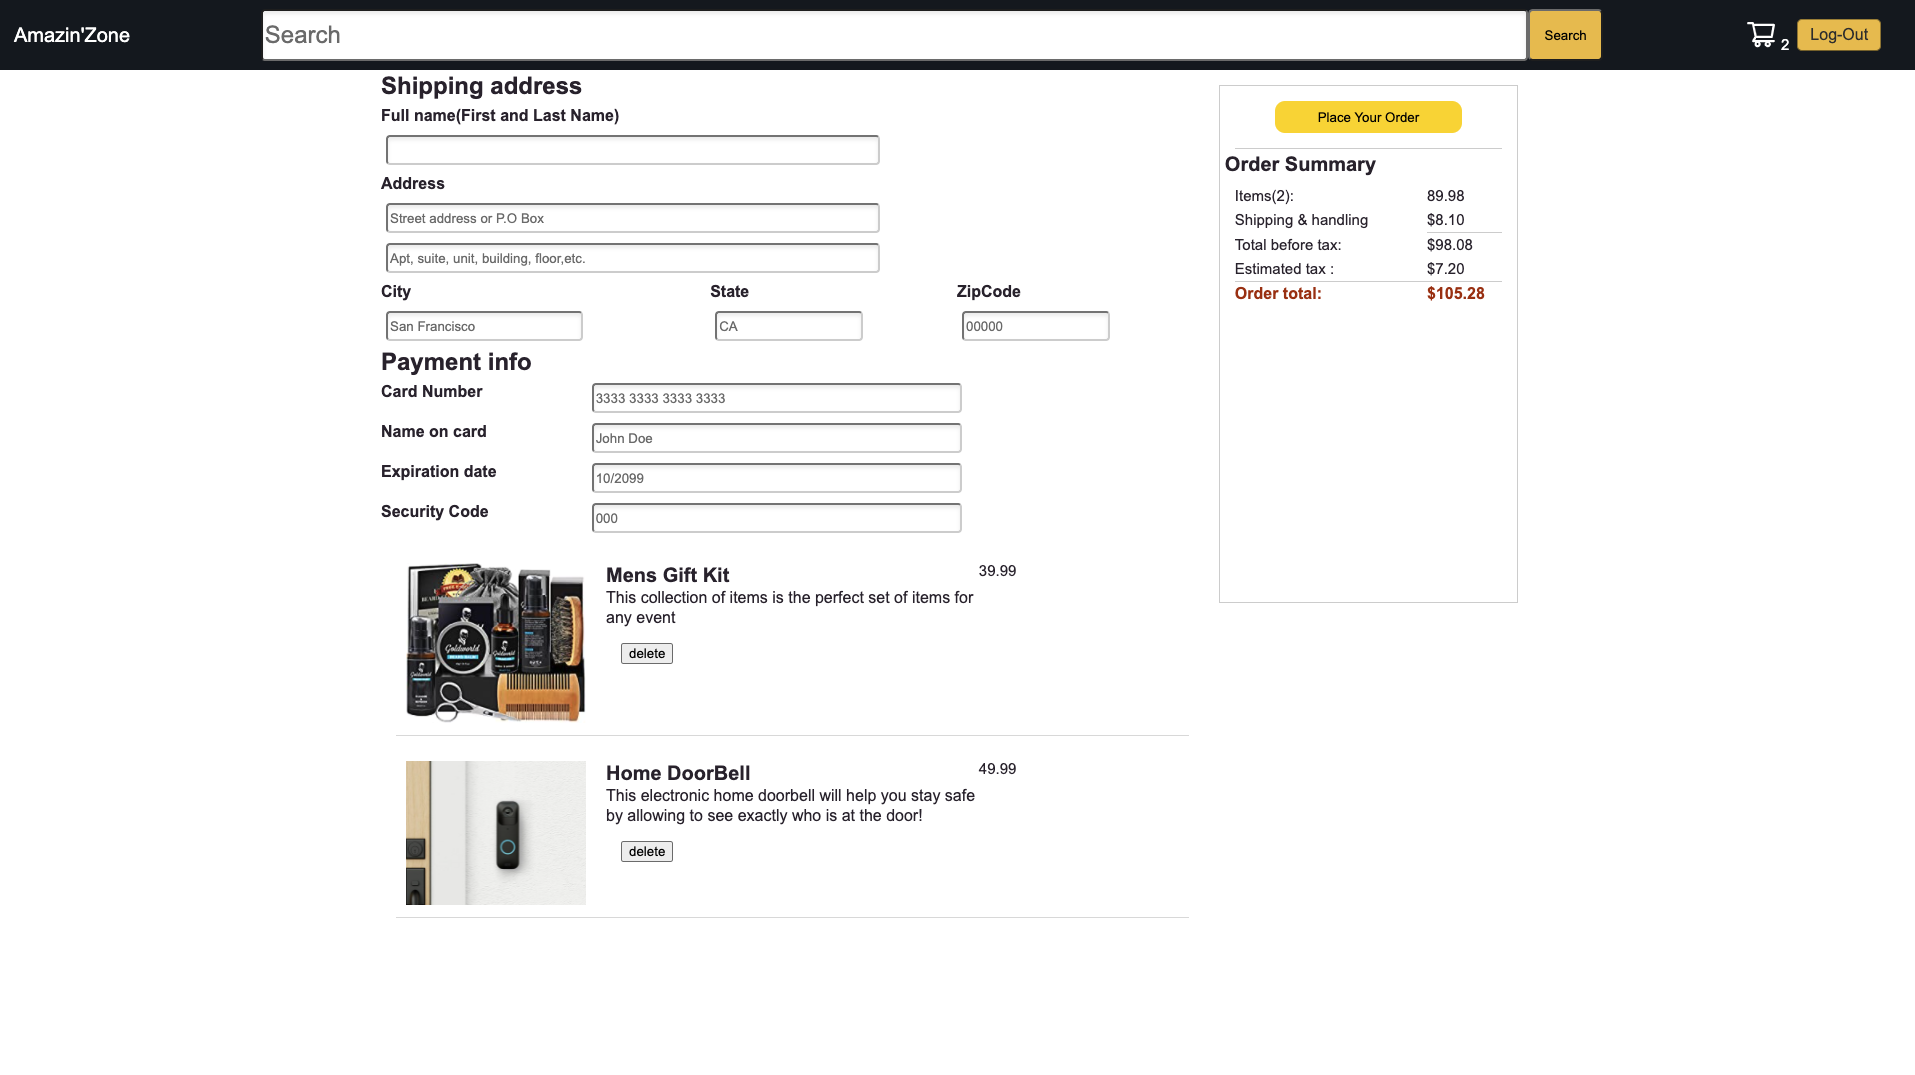 Amazin'Zone
Search
Search
2
Log-Out
Shipping address
Full name(First and Last Name)
Address
Street address or P.O Box
Apt, suite, unit, building, floor,etc.
City
State
ZipCode
San Francisco
CA
00000
Payment info
Card Number
3333 3333 3333 3333
Name on card
John Doe
Expiration date
10/2099
Security Code
000
Goldworld
Mens Gift Kit
39.99
This collection of items is the perfect set of items for
any event
delete
Home DoorBell
49.99
This electronic home doorbell will help you stay safe
by allowing to see exactly who is at the door!
delete
Place Your Order
Order Summary
Items(2):
89.98
Shipping & handling
$8.10
Total before tax:
$98.08
Estimated tax :
$7.20
Order total:
$105.28